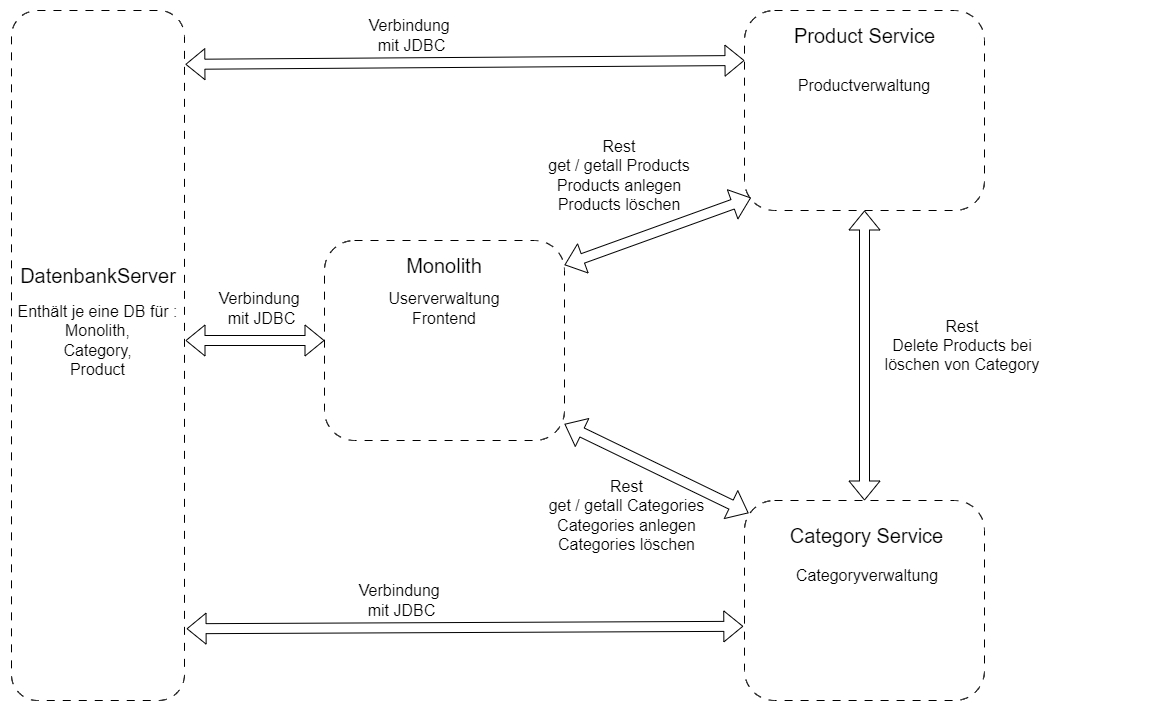 Verbindung
mit JDBC
Product Service
Productverwaltung
Rest
get / getall Products
Products anlegen
Products löschen
DatenbankServer
Enthält je eine DB für :
Monolith,
Category,
Product
Verbindung
mit JDBC
Monolith
Userverwaltung
Frontend
Rest
Delete Products bei
löschen von Category
Rest
get / getall Categories
Categories anlegen
Categories löschen
Category Service
Categoryverwaltung
Verbindung
mit JDBC